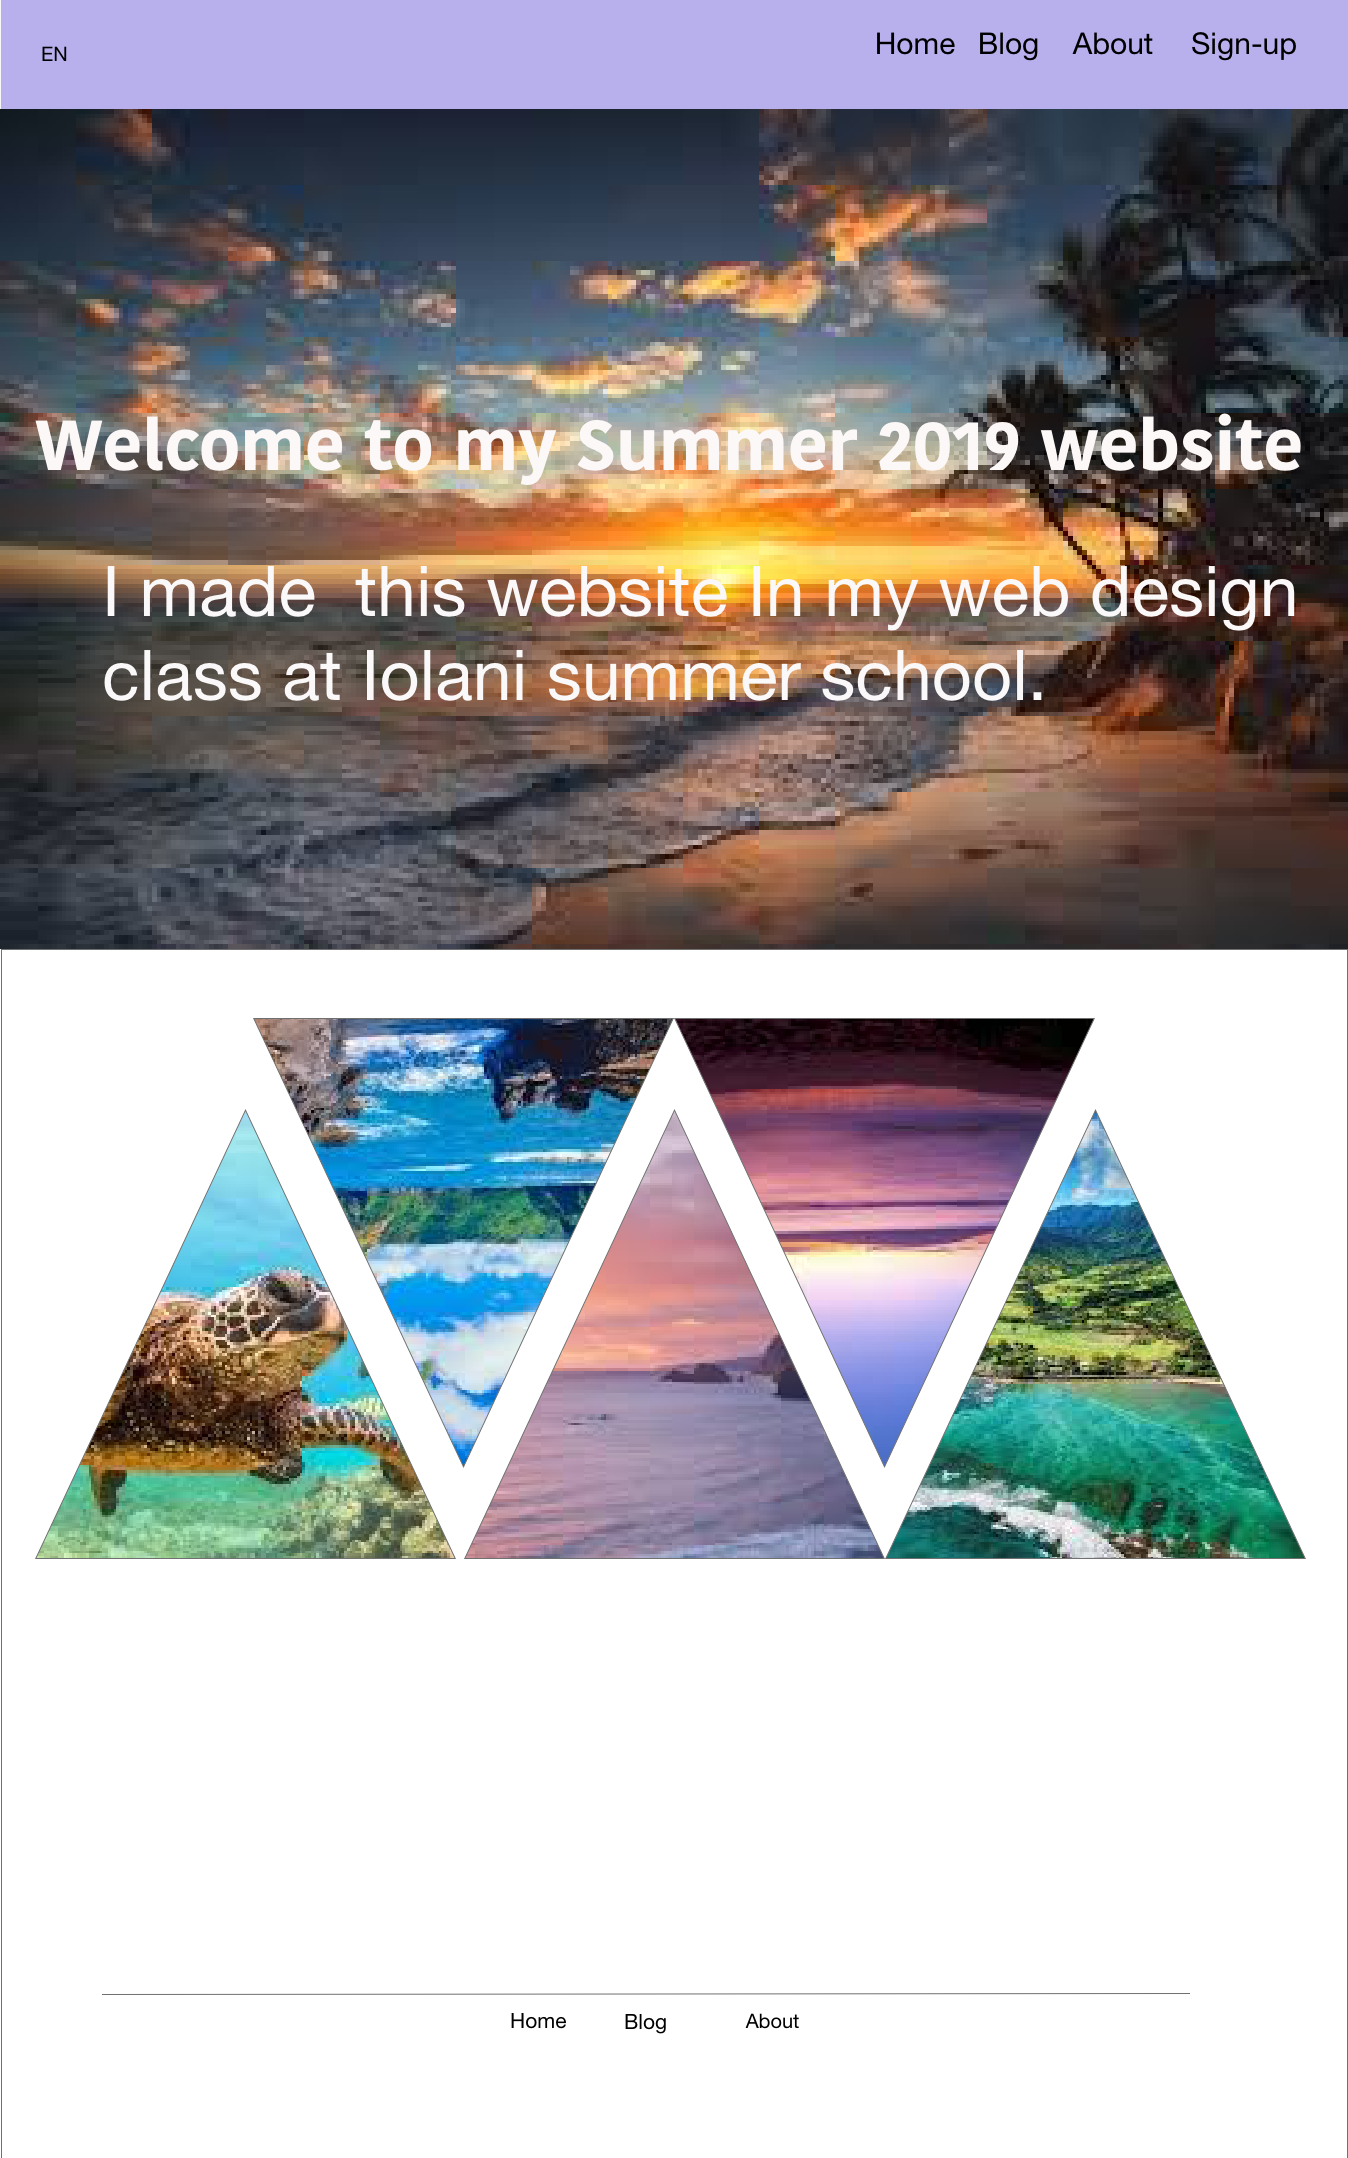 EN
Home Blog About Sign-up
Welcome to my Summer 2019 website
I made  this website In my web design
class at Iolani summer school.
Home Blog About